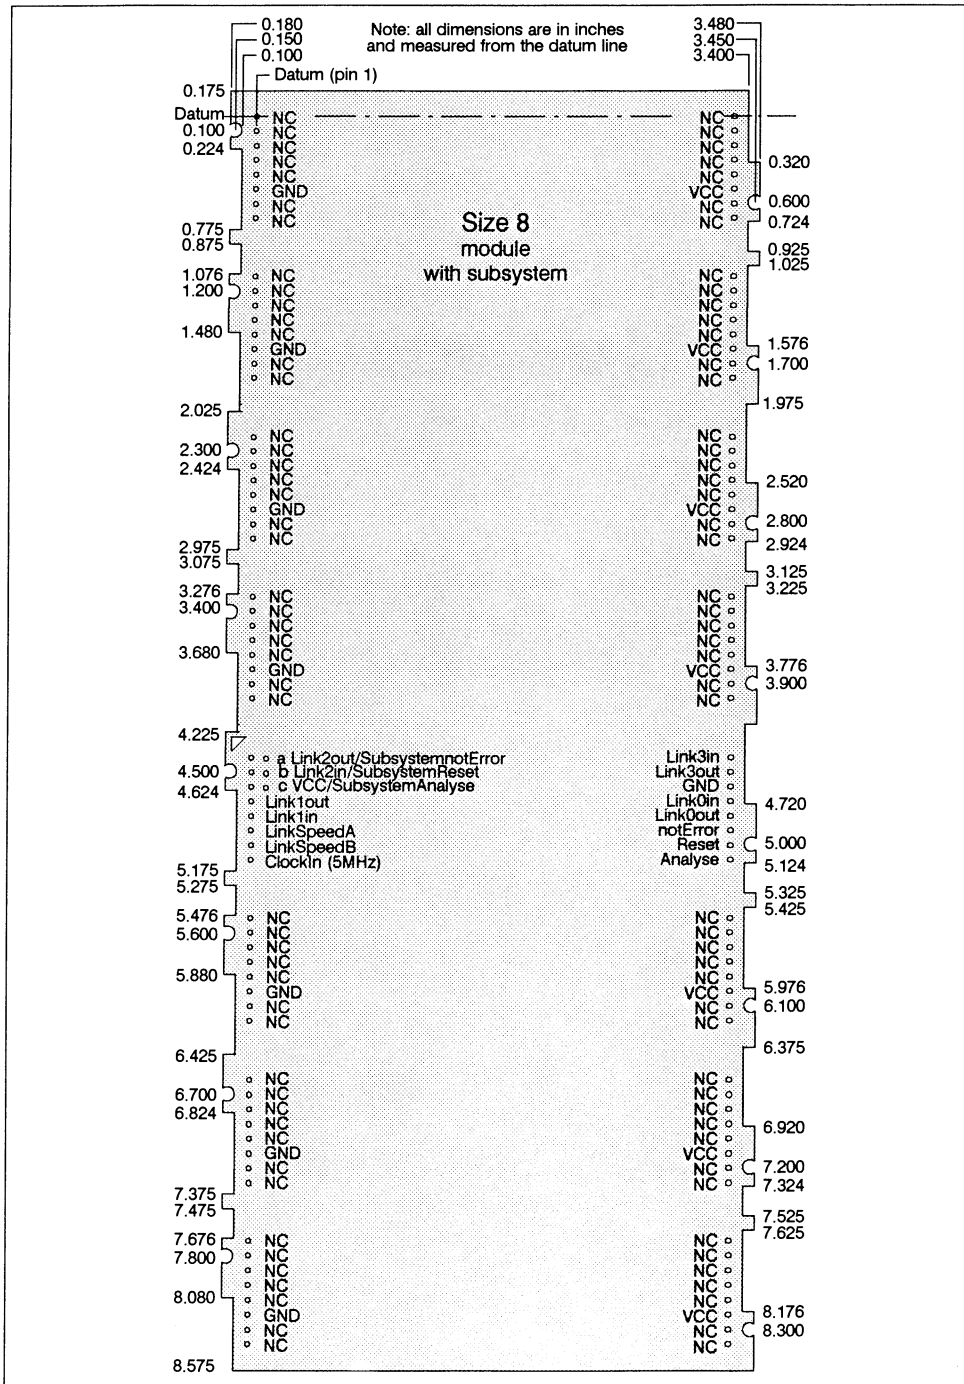 0.180 Note: all dimensions are in inches 3.480
0.150 and measured from the datum line 3.450
0.100 3.400
Datum (pin 1)
0.175
Datum NC NC
0.100 NC NC
0.224 NC NC 0.320
NC NC
NC NC
GND VCC 0.600
NC NC
NC NC 0.724
Size 8
0.775
module
0.875 0.925
with subsystem 1.025
1.076 NC NC
1.200 NC NC
NC NC
NC NC
1.480 NC NC 1.576
GND VCC
NC NC 1.700
NC NC
1.975
2.025
NC NC
2.300 NC NC
2.424 NC NC
NC NC 2.520
NC NC
GND VCC
NC NC 2.800
NC NC 2.924
2.975
3.075 3.125
3.225
3.276 NC NC
3.400 NC NC
NC NC
NC NC
3.680 NC NC 3.776
GND VCC
NC NC 3.900
NC NC
4.225
a Link2out/SubsystemnotError Link3in
4.500 b Link2in/SubsystemReset Link3out
4.624 c VCC/SubsystemAnalyse GND
Link1out Link0in 4.720
Link1in Link0out
LinkSpeedA notError
LinkSpeedB Reset 5.000
ClockIn (5MHz) Analyse 5.124
5.175
5.275 5.325
5.425
5.476 NC NC
5.600 NC NC
NC NC
NC NC
5.880 NC NC 5.976
GND VCC
NC NC 6.100
NC NC
6.375
6.425
NC NC
6.700 NC NC
6.824 NC NC
NC NC 6.920
NC NC
GND VCC
NC NC 7.200
NC NC 7.324
7.375
7.475 7.525
7.625
7.676 NC NC
7.800 NC NC
NC NC
NC NC
8.080 NC NC 8.176
GND VCC
NC NC 8.300
NC NC
8.575